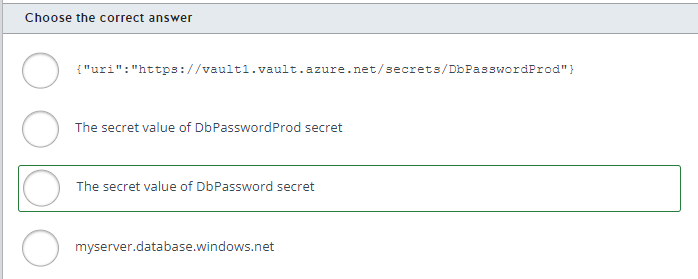 Choose the correct answer
{"uri":"https://vault1.vault.azure.net/secrets/DbPasswordProd"}
The secret value of DbPasswordProd secret
The secret value of DbPassword secret
myserver.database.windows.net